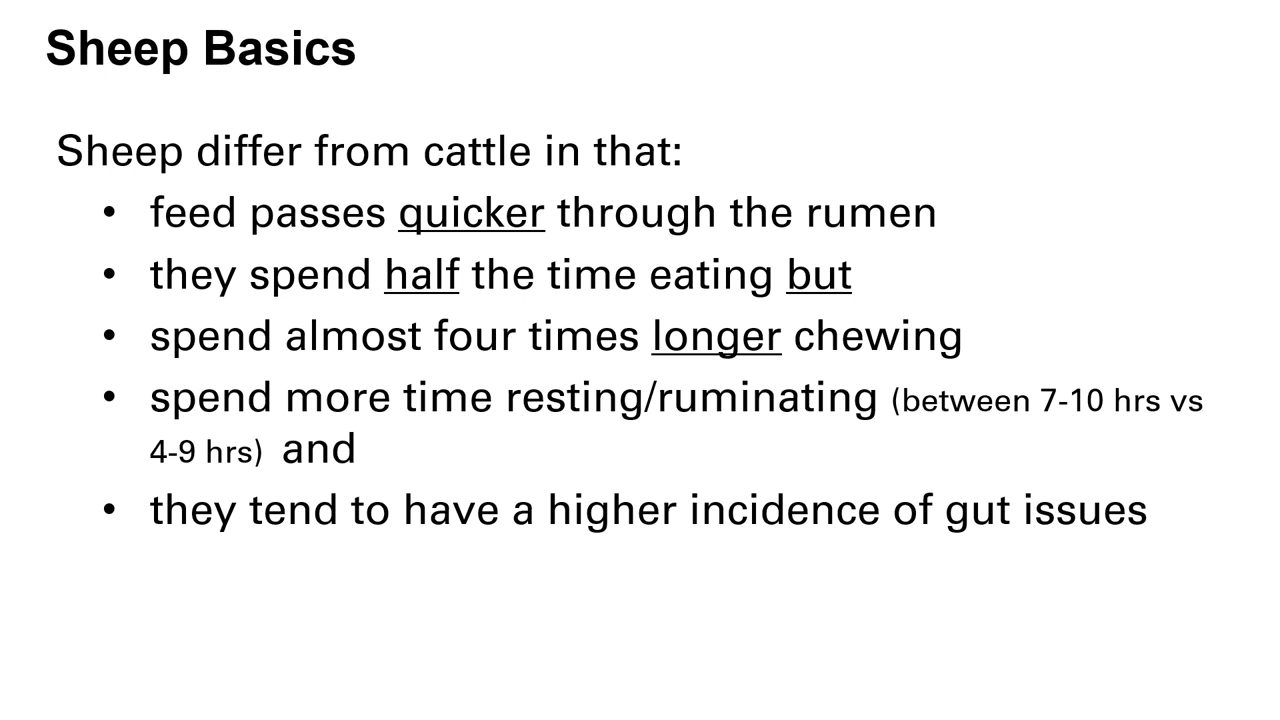 Sheep Basics
Sheep differ from cattle in that:
• feed passes quicker through the rumen
• they spend half the time eating but
• spend almost four times longer chewing
• spend more time resting/ruminating (between 7-10 hrs vs
4-9 hrs) and
• they tend to have a higher incidence of gut issues